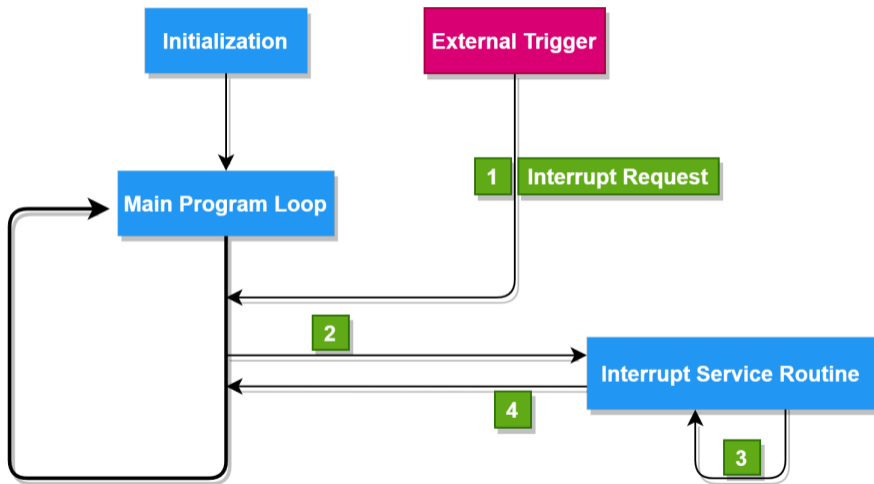 Initialization
External Trigger
1
Interrupt Request
Main Program Loop
2
Interrupt Service Routine
4
3